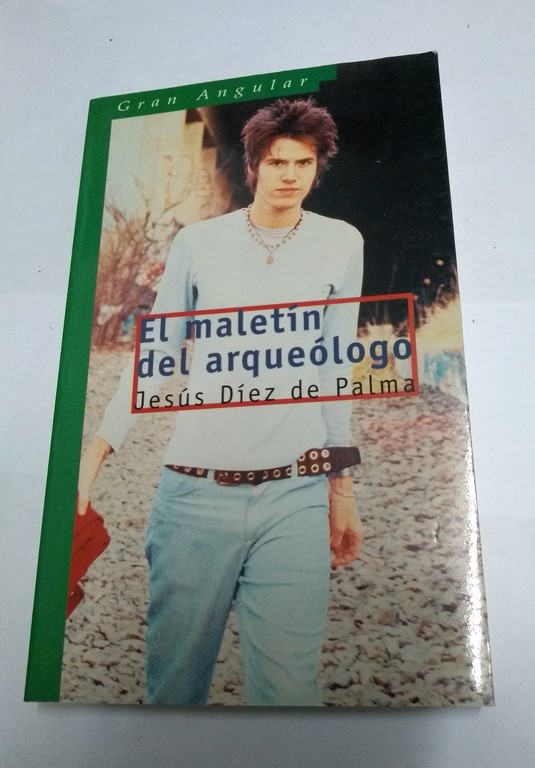 Gran Angular
El maletín
del arqueólogo
Jesús Díez de Palma